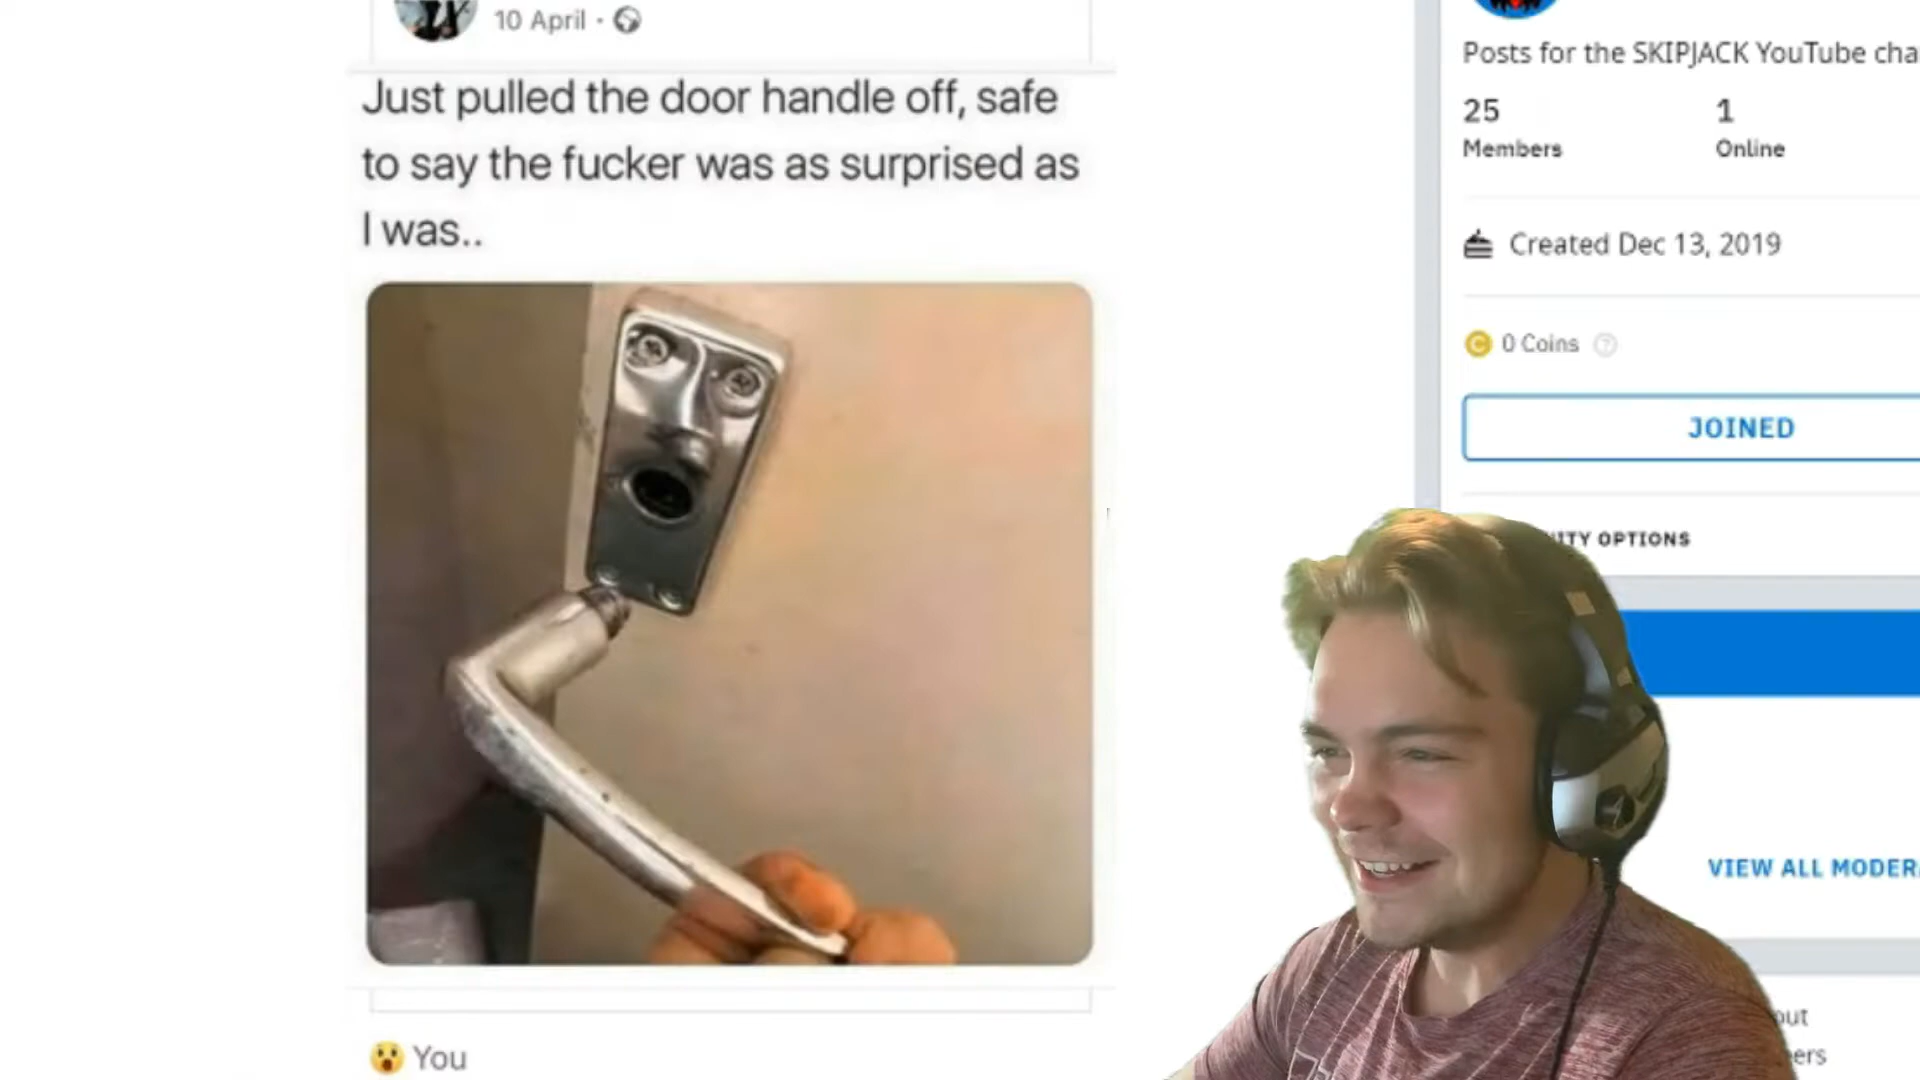 10 April ·
Just pulled the door handle off, safe
to say the fucker was as surprised as
I was..
You
Posts for the SKIPJACK YouTube cha
25
1
Members
Online
Created Dec 13, 2019
0 Coins
JOINED
ITY OPTIONS
VIEW ALL MODER
out
ers